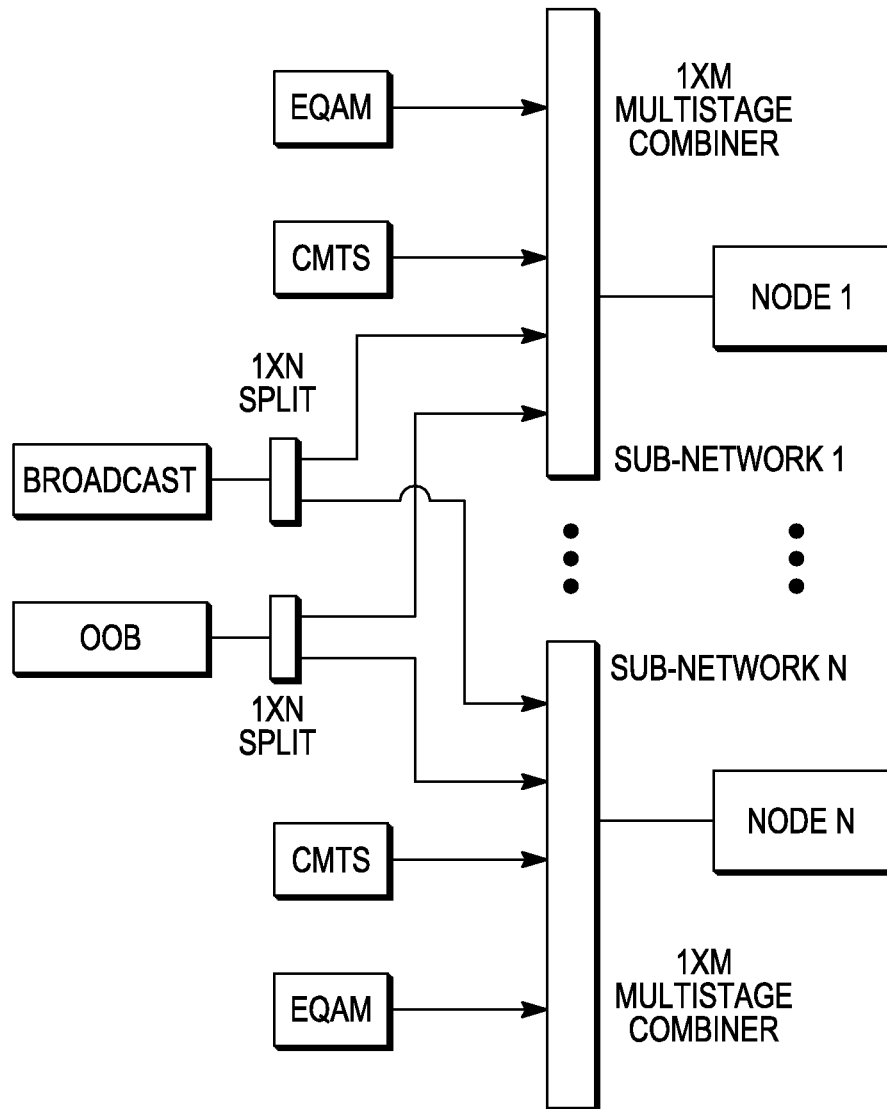 EQAM
1XM
MULTISTAGE
COMBINER
CMTS
NODE 1
1XN
SPLIT
BROADCAST
SUB-NETWORK 1
OOB
SUB-NETWORK N
1XN
SPLIT
NODE N
CMTS
1XM
MULTISTAGE
COMBINER
EQAM